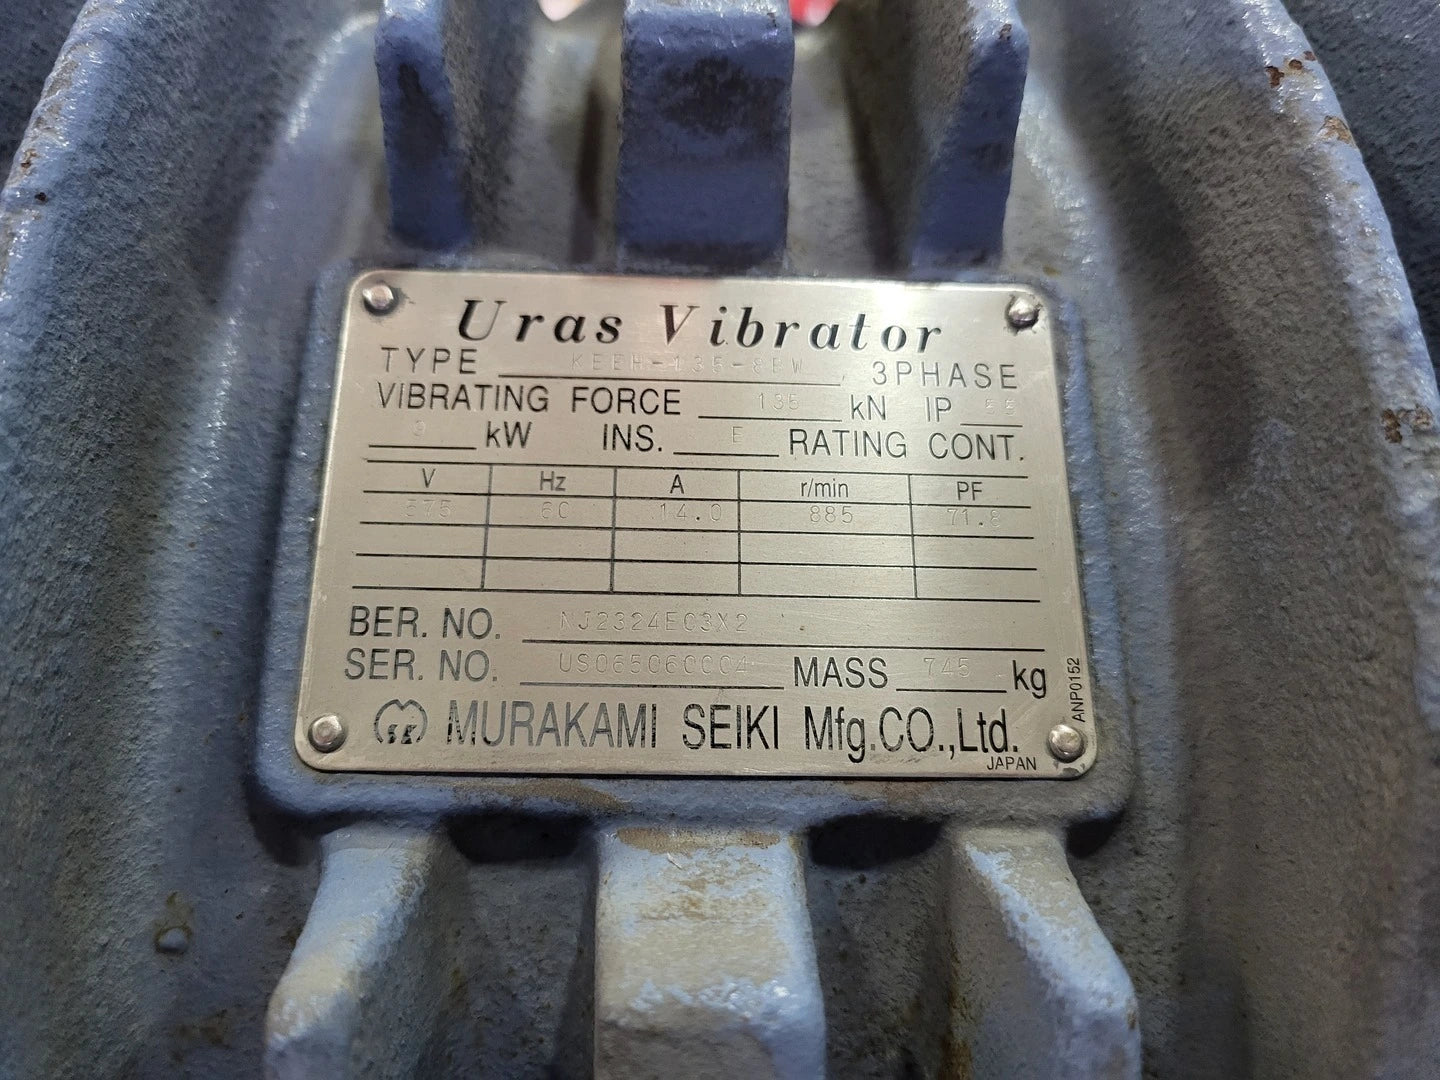 Uras Vibrator
TYPE KEEH-135-8BW, 3PHASE
VIBRATING FORCE 135 kN IP 55
9 kW INS. E RATING CONT.
V Hz A r/min PF
575 60 14.0 885 71.8
BER. NO. NJ2324EC3X2
SER. NO. MASS 745 kg
MURAKAMI SEIKI Mfg.CO.,Ltd.
JAPAN
ANP0152